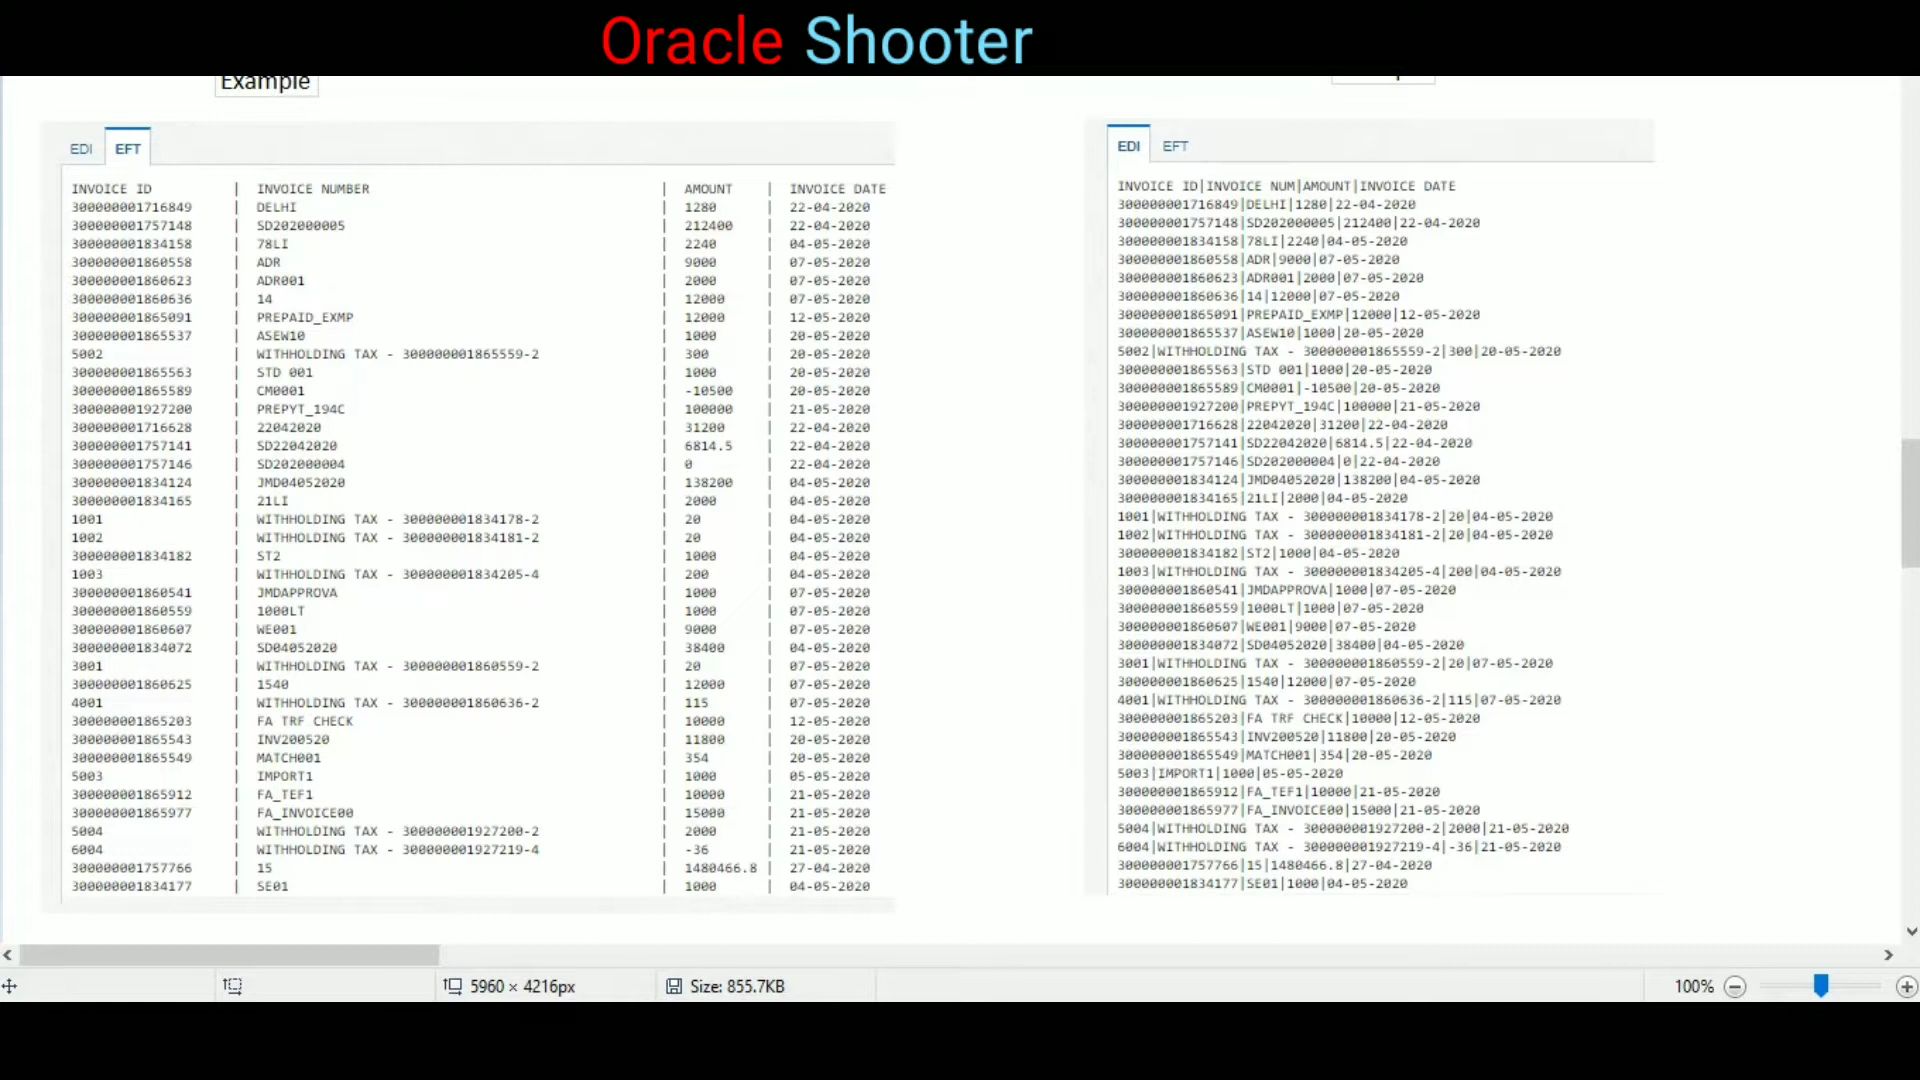 Oracle Shooter
Example
EDI EFT
INVOICE ID | INVOICE NUMBER | AMOUNT | INVOICE DATE
300000001716849 | DELHI | 1280 | 22-04-2020
300000001757148 | SD202000005 | 212400 | 22-04-2020
300000001834158 | 78LI | 2240 | 04-05-2020
300000001860558 | ADR | 9000 | 07-05-2020
300000001860623 | ADR001 | 2000 | 07-05-2020
300000001860636 | 14 | 12000 | 07-05-2020
300000001865091 | PREPAID_EXMP | 12000 | 12-05-2020
300000001865537 | ASEW10 | 1000 | 20-05-2020
5002 | WITHHOLDING TAX - 300000001865559-2 | 300 | 20-05-2020
300000001865563 | STD 001 | 1000 | 20-05-2020
300000001865589 | CM0001 | -10500 | 20-05-2020
300000001927200 | PREPYT_194C | 100000 | 21-05-2020
300000001716628 | 22042020 | 31200 | 22-04-2020
300000001757141 | SD22042020 | 6814.5 | 22-04-2020
300000001757146 | SD202000004 | 0 | 22-04-2020
300000001834124 | JMD04052020 | 138200 | 04-05-2020
300000001834165 | 21LI | 2000 | 04-05-2020
1001 | WITHHOLDING TAX - 300000001834178-2 | 20 | 04-05-2020
1002 | WITHHOLDING TAX - 300000001834181-2 | 20 | 04-05-2020
300000001834182 | ST2 | 1000 | 04-05-2020
1003 | WITHHOLDING TAX - 300000001834205-4 | 200 | 04-05-2020
300000001860541 | JMDAPPROVA | 1000 | 07-05-2020
300000001860559 | 1000LT | 1000 | 07-05-2020
300000001860607 | WE001 | 9000 | 07-05-2020
300000001834072 | SD04052020 | 38400 | 04-05-2020
3001 | WITHHOLDING TAX - 300000001860559-2 | 20 | 07-05-2020
300000001860625 | 1540 | 12000 | 07-05-2020
4001 | WITHHOLDING TAX - 300000001860636-2 | 115 | 07-05-2020
300000001865203 | FA TRF CHECK | 10000 | 12-05-2020
300000001865543 | INV200520 | 11800 | 20-05-2020
300000001865549 | MATCH001 | 354 | 20-05-2020
5003 | IMPORT1 | 1000 | 05-05-2020
300000001865912 | FA_TEF1 | 10000 | 21-05-2020
300000001865977 | FA_INVOICE00 | 15000 | 21-05-2020
5004 | WITHHOLDING TAX - 300000001927200-2 | 2000 | 21-05-2020
6004 | WITHHOLDING TAX - 300000001927219-4 | -36 | 21-05-2020
300000001757766 | 15 | 1480466.8 | 27-04-2020
300000001834177 | SE01 | 1000 | 04-05-2020
EDI EFT
INVOICE ID|INVOICE NUM|AMOUNT|INVOICE DATE
300000001716849|DELHI|1280|22-04-2020
300000001757148|SD202000005|212400|22-04-2020
300000001834158|78LI|2240|04-05-2020
300000001860558|ADR|9000|07-05-2020
300000001860623|ADR001|2000|07-05-2020
300000001860636|14|12000|07-05-2020
300000001865091|PREPAID_EXMP|12000|12-05-2020
300000001865537|ASEW10|1000|20-05-2020
5002|WITHHOLDING TAX - 300000001865559-2|300|20-05-2020
300000001865563|STD 001|1000|20-05-2020
300000001865589|CM0001|-10500|20-05-2020
300000001927200|PREPYT_194C|100000|21-05-2020
300000001716628|22042020|31200|22-04-2020
300000001757141|SD22042020|6814.5|22-04-2020
300000001757146|SD202000004|0|22-04-2020
300000001834124|JMD04052020|138200|04-05-2020
300000001834165|21LI|2000|04-05-2020
1001|WITHHOLDING TAX - 300000001834178-2|20|04-05-2020
1002|WITHHOLDING TAX - 300000001834181-2|20|04-05-2020
300000001834182|ST2|1000|04-05-2020
1003|WITHHOLDING TAX - 300000001834205-4|200|04-05-2020
300000001860541|JMDAPPROVA|1000|07-05-2020
300000001860559|1000LT|1000|07-05-2020
300000001860607|WE001|9000|07-05-2020
300000001834072|SD04052020|38400|04-05-2020
3001|WITHHOLDING TAX - 300000001860559-2|20|07-05-2020
300000001860625|1540|12000|07-05-2020
4001|WITHHOLDING TAX - 300000001860636-2|115|07-05-2020
300000001865203|FA TRF CHECK|10000|12-05-2020
300000001865543|INV200520|11800|20-05-2020
300000001865549|MATCH001|354|20-05-2020
5003|IMPORT1|1000|05-05-2020
300000001865912|FA_TEF1|10000|21-05-2020
300000001865977|FA_INVOICE00|15000|21-05-2020
5004|WITHHOLDING TAX - 300000001927200-2|2000|21-05-2020
6004|WITHHOLDING TAX - 300000001927219-4|-36|21-05-2020
300000001757766|15|1480466.8|27-04-2020
300000001834177|SE01|1000|04-05-2020
5960 × 4216px Size: 855.7KB 100%